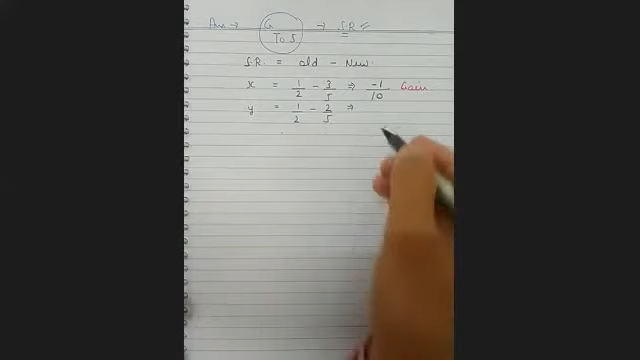 Ans → G → S.R =
To S
S.R. = old - New
x = 1/2 - 3/5 ⇒ -1/10 Gain
y = 1/2 - 2/5 ⇒